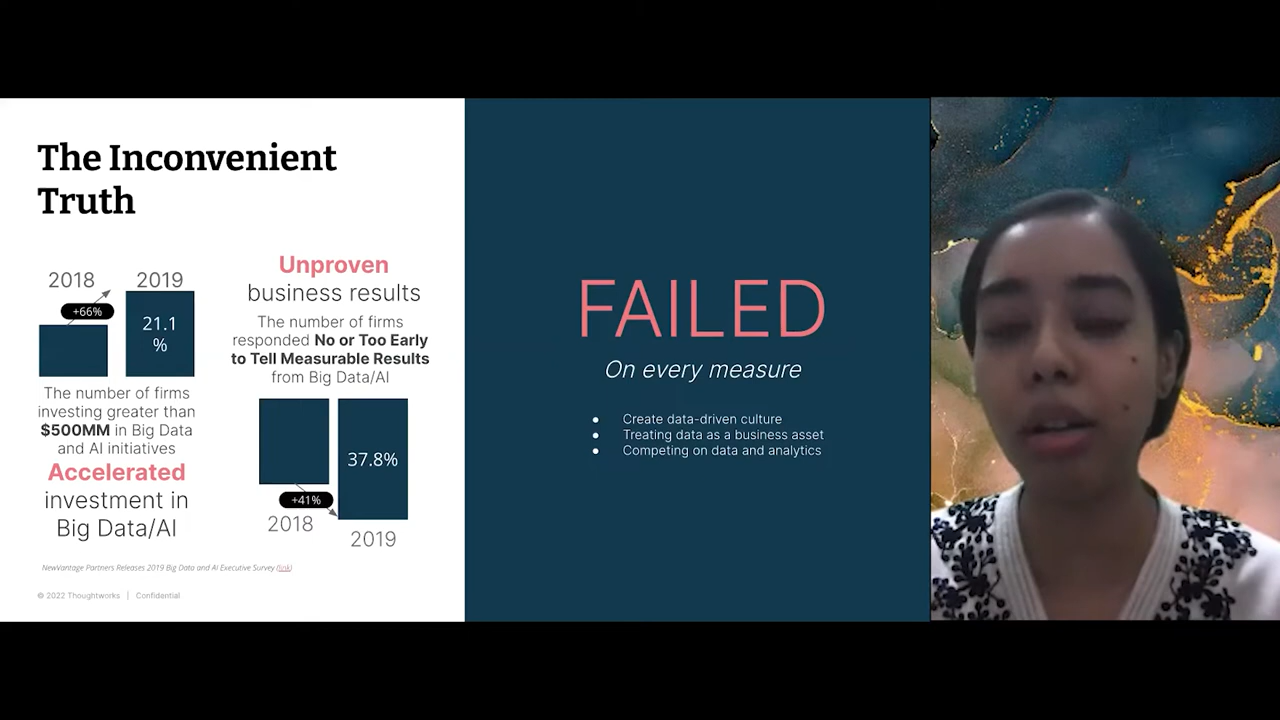 The Inconvenient
Truth
2018
2019
+66%
21.1
%
The number of firms
investing greater than
$500MM in Big Data
and AI initiatives
Accelerated
investment in
Big Data/AI
Unproven
business results
The number of firms
responded No or Too Early
to Tell Measurable Results
from Big Data/AI
37.8%
+41%
2018
2019
NewVantage Partners Releases 2019 Big Data and AI Executive Survey (link)
© 2022 Thoughtworks | Confidential
FAILED
On every measure
● Create data-driven culture
● Treating data as a business asset
● Competing on data and analytics